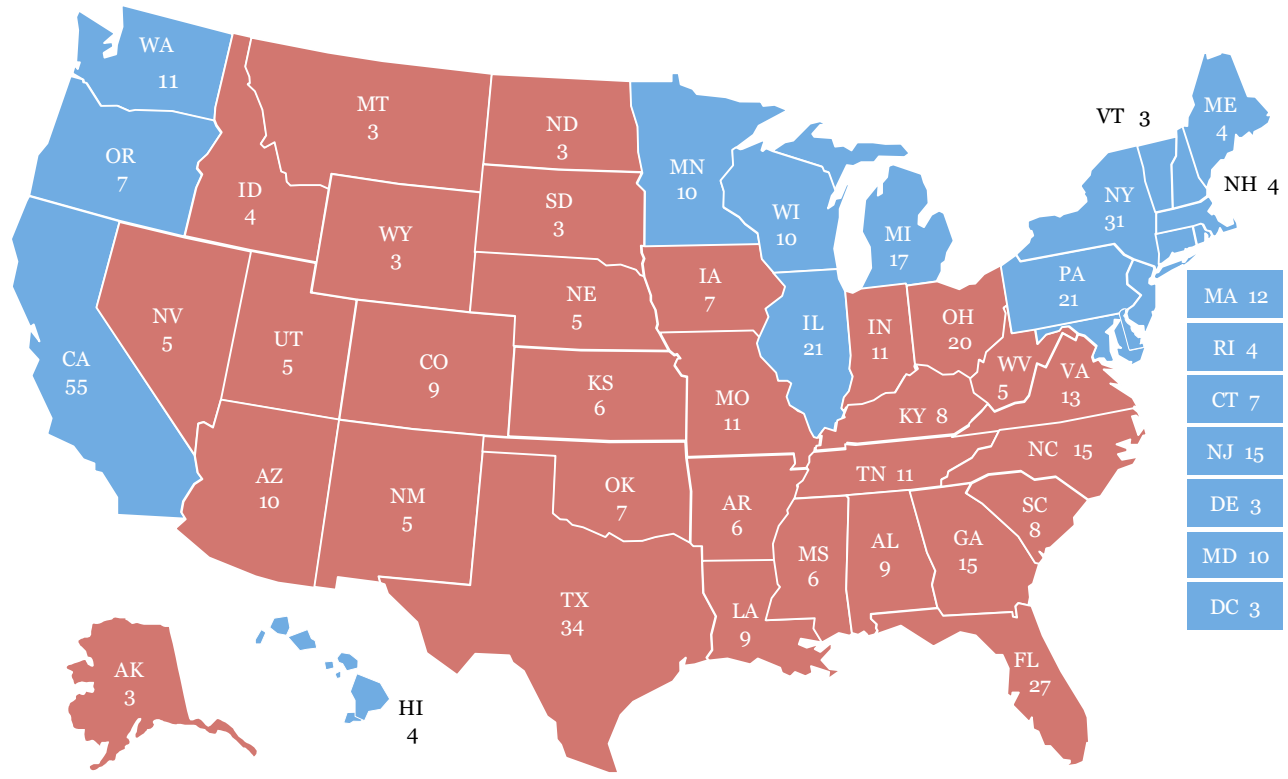 WA
11
OR
7
CA
55
NV
5
ID
4
MT
3
WY
3
UT
5
CO
9
AZ
10
NM
5
ND
3
SD
3
NE
5
KS
6
OK
7
TX
34
MN
10
IA
7
MO
11
AR
6
LA
9
WI
10
IL
21
MI
17
IN
11
OH
20
KY 8
TN 11
MS
6
AL
9
GA
15
FL
27
SC
8
NC 15
VA
13
WV
5
PA
21
NY
31
VT 3
ME
4
NH 4
MA 12
RI 4
CT 7
NJ 15
DE 3
MD 10
DC 3
AK
3
HI
4